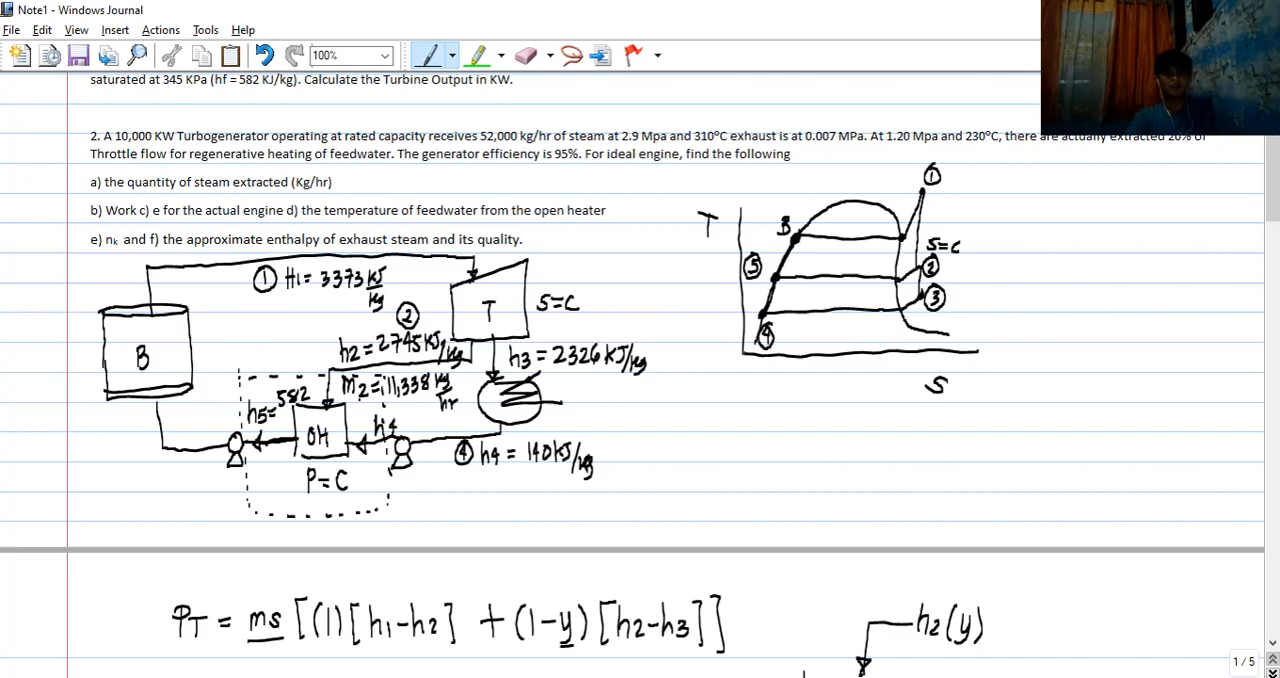 Note1 - Windows Journal
File Edit View Insert Actions Tools Help
100%
saturated at 345 KPa (hf = 582 KJ/kg). Calculate the Turbine Output in KW.
2. A 10,000 KW Turbogenerator operating at rated capacity receives 52,000 kg/hr of steam at 2.9 Mpa and 310°C exhaust is at 0.007 MPa. At 1.20 Mpa and 230°C, there are actually extracted 20% of
Throttle flow for regenerative heating of feedwater. The generator efficiency is 95%. For ideal engine, find the following
a) the quantity of steam extracted (Kg/hr)
b) Work c) e for the actual engine d) the temperature of feedwater from the open heater
e) nk and f) the approximate enthalpy of exhaust steam and its quality.
① H1 = 3373 KJ/kg
B
②
T
S=C
h2 = 2745 KJ/kg
h3 = 2326 KJ/kg
m2 = 11,338 kg/hr
h5 = 582
OH
h4
④ h4 = 140 KJ/kg
P=C
T
①
B
S=C
⑤
②
③
④
S
PT = ms [(1)[h1-h2] + (1-y)[h2-h3]]
h2(y)
1 / 5